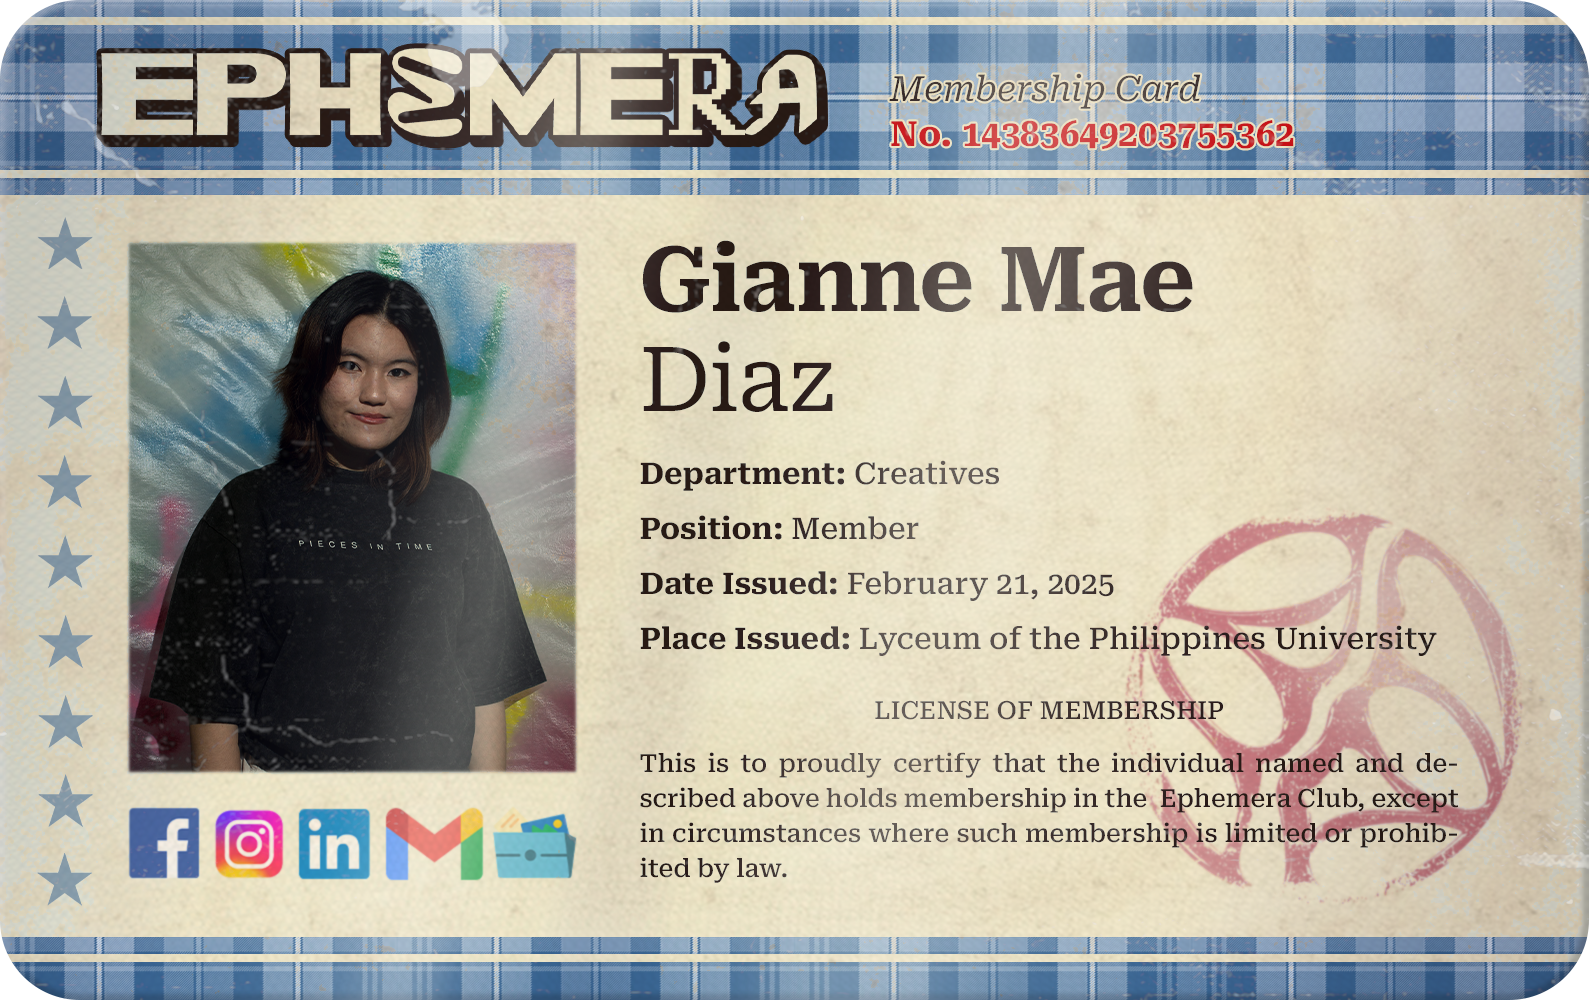 EPHEMERA
Membership Card
No. 14383649203755362
Gianne Mae
Diaz
Department: Creatives
Position: Member
Date Issued: February 21, 2025
Place Issued: Lyceum of the Philippines University
PIECES IN TIME
LICENSE OF MEMBERSHIP
This is to proudly certify that the individual named and de-
scribed above holds membership in the Ephemera Club, except
in circumstances where such membership is limited or prohib-
ited by law.
f
in